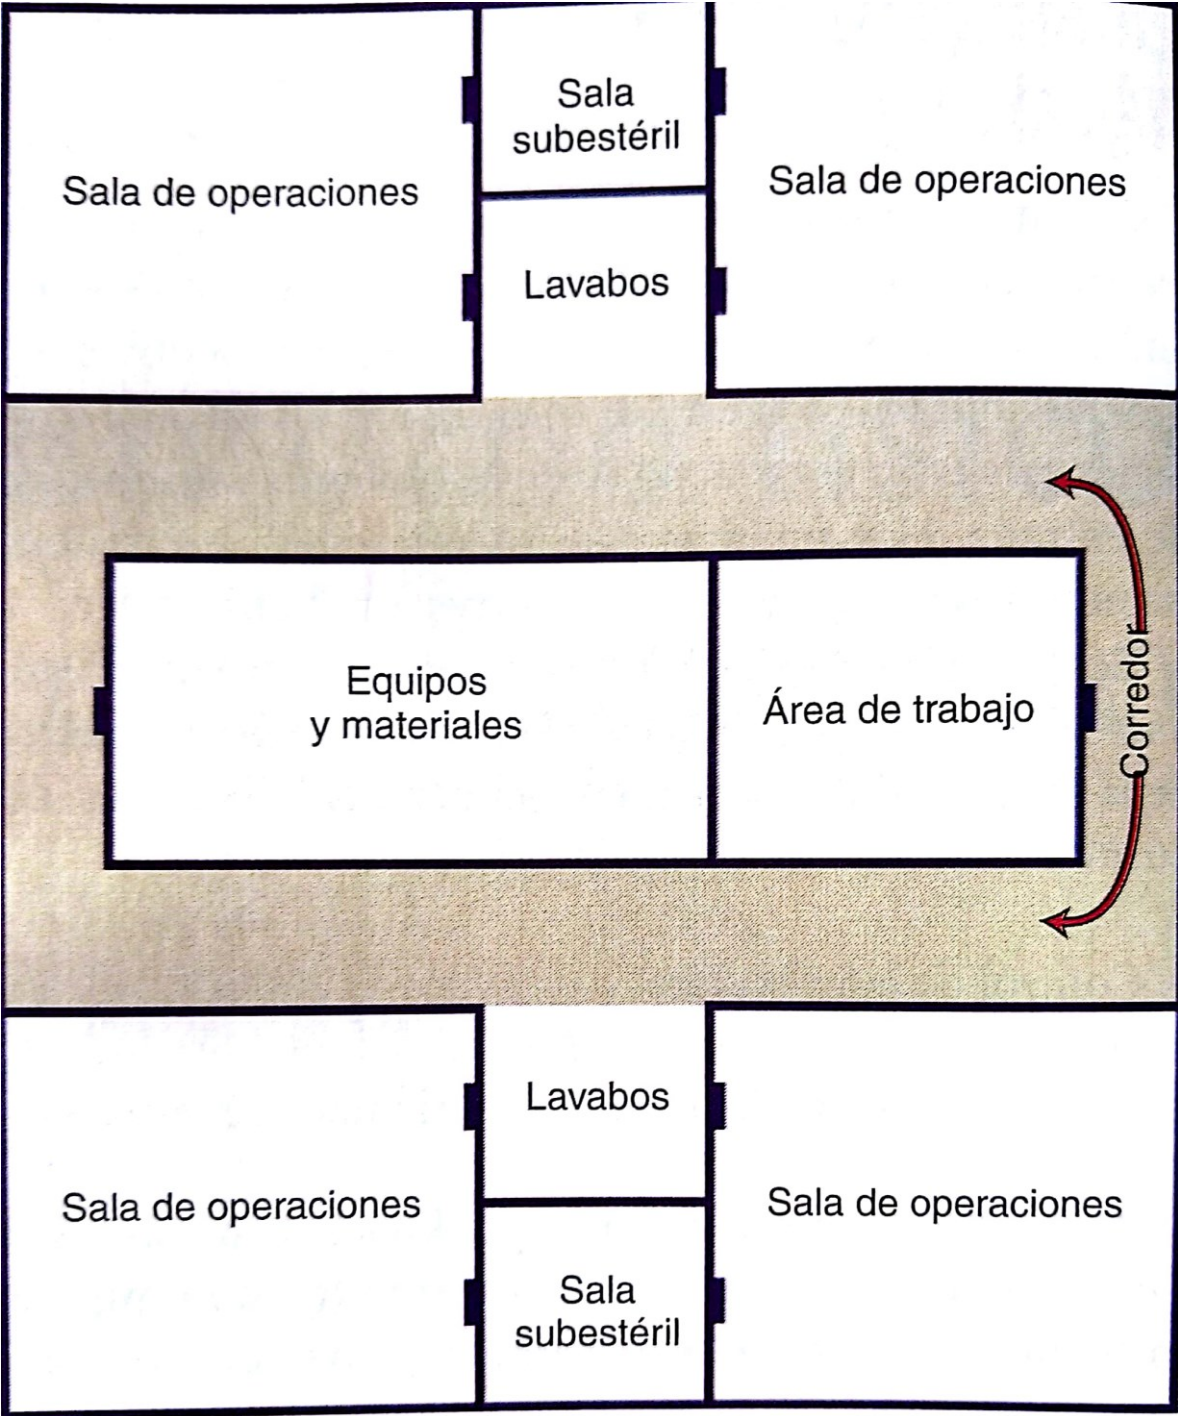 Sala
subestéril
Sala de operaciones
Sala de operaciones
Lavabos
Equipos
y materiales
Área de trabajo
Corredor
Lavabos
Sala de operaciones
Sala de operaciones
Sala
subestéril